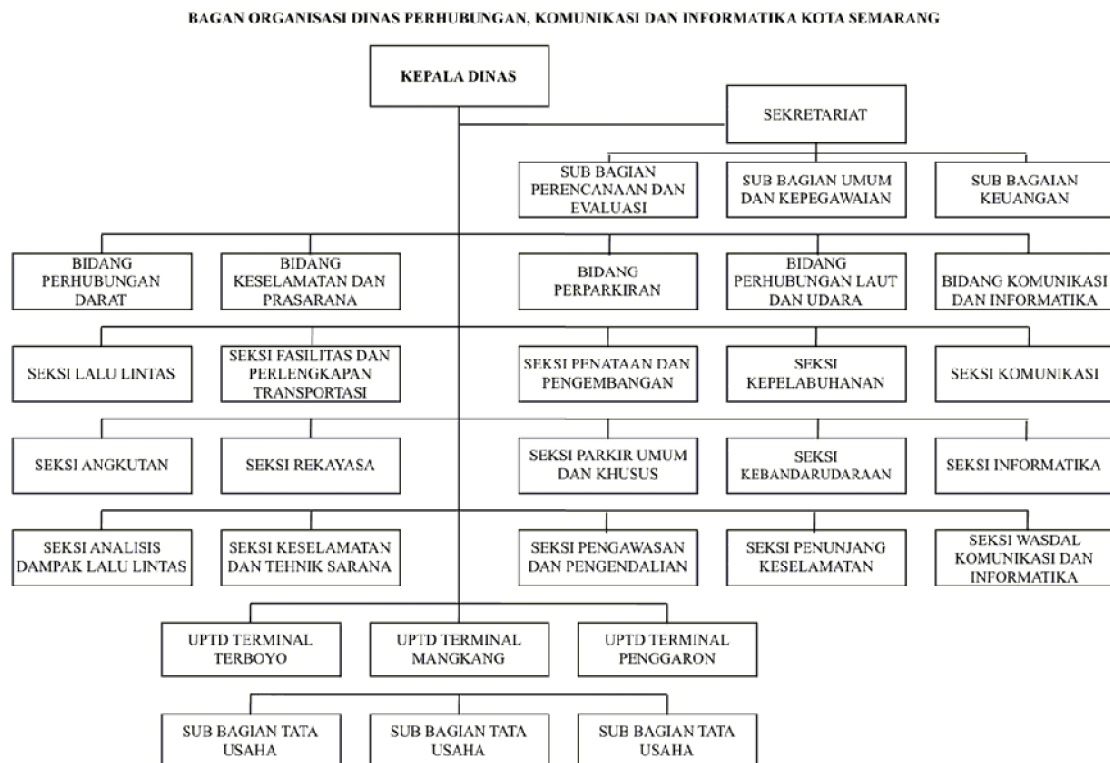 BAGAN ORGANISASI DINAS PERHUBUNGAN, KOMUNIKASI DAN INFORMATIKA KOTA SEMARANG
KEPALA DINAS
SEKRETARIAT
SUB BAGIAN
PERENCANAAN DAN
EVALUASI
SUB BAGIAN UMUM
DAN KEPEGAWAIAN
SUB BAGAIAN
KEUANGAN
BIDANG
PERHUBUNGAN
DARAT
BIDANG
KESELAMATAN DAN
PRASARANA
BIDANG
PERPARKIRAN
BIDANG
PERHUBUNGAN LAUT
DAN UDARA
BIDANG KOMUNIKASI
DAN INFORMATIKA
SEKSI LALU LINTAS
SEKSI FASILITAS DAN
PERLENGKAPAN
TRANSPORTASI
SEKSI PENATAAN DAN
PENGEMBANGAN
SEKSI
KEPELABUHANAN
SEKSI KOMUNIKASI
SEKSI ANGKUTAN
SEKSI REKAYASA
SEKSI PARKIR UMUM
DAN KHUSUS
SEKSI
KEBANDARUDARAAN
SEKSI INFORMATIKA
SEKSI ANALISIS
DAMPAK LALU LINTAS
SEKSI KESELAMATAN
DAN TEHNIK SARANA
SEKSI PENGAWASAN
DAN PENGENDALIAN
SEKSI PENUNJANG
KESELAMATAN
SEKSI WASDAL
KOMUNIKASI DAN
INFORMATIKA
UPTD TERMINAL
TERBOYO
UPTD TERMINAL
MANGKANG
UPTD TERMINAL
PENGGARON
SUB BAGIAN TATA
USAHA
SUB BAGIAN TATA
USAHA
SUB BAGIAN TATA
USAHA